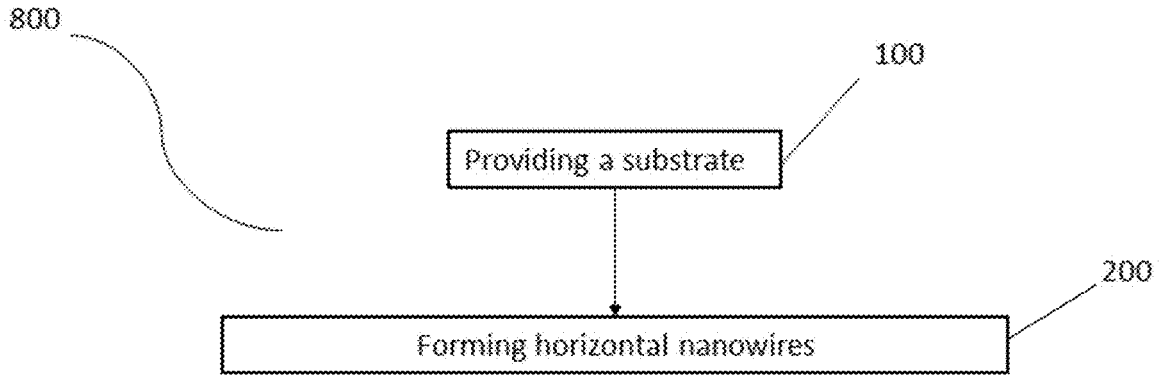 800
100
Providing a substrate
200
Forming horizontal nanowires